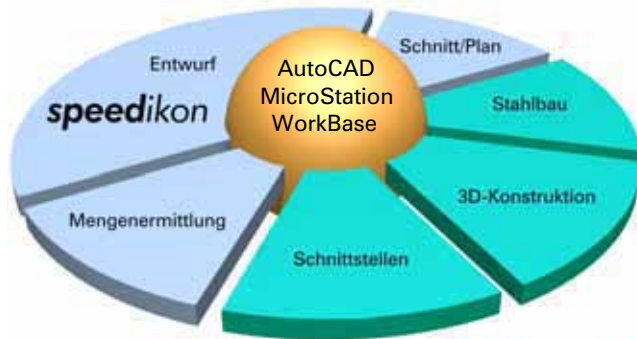 Entwurf
speedikon
AutoCAD
MicroStation
WorkBase
Schnitt/Plan
Stahlbau
3D-Konstruktion
Schnittstellen
Mengenermittlung